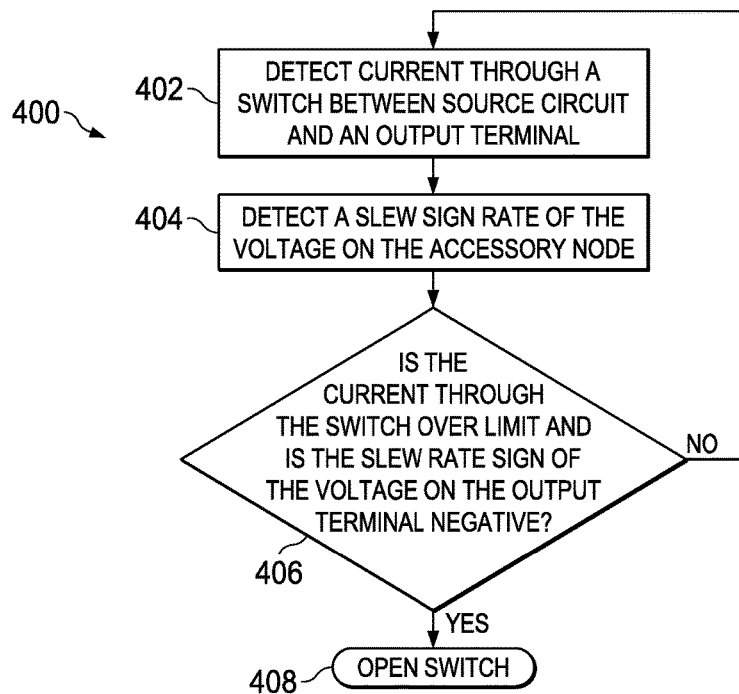 400
402
DETECT CURRENT THROUGH A
SWITCH BETWEEN SOURCE CIRCUIT
AND AN OUTPUT TERMINAL
404
DETECT A SLEW SIGN RATE OF THE
VOLTAGE ON THE ACCESSORY NODE
IS THE
CURRENT THROUGH
THE SWITCH OVER LIMIT AND
IS THE SLEW RATE SIGN OF
THE VOLTAGE ON THE OUTPUT
TERMINAL NEGATIVE?
NO
406
YES
408
OPEN SWITCH